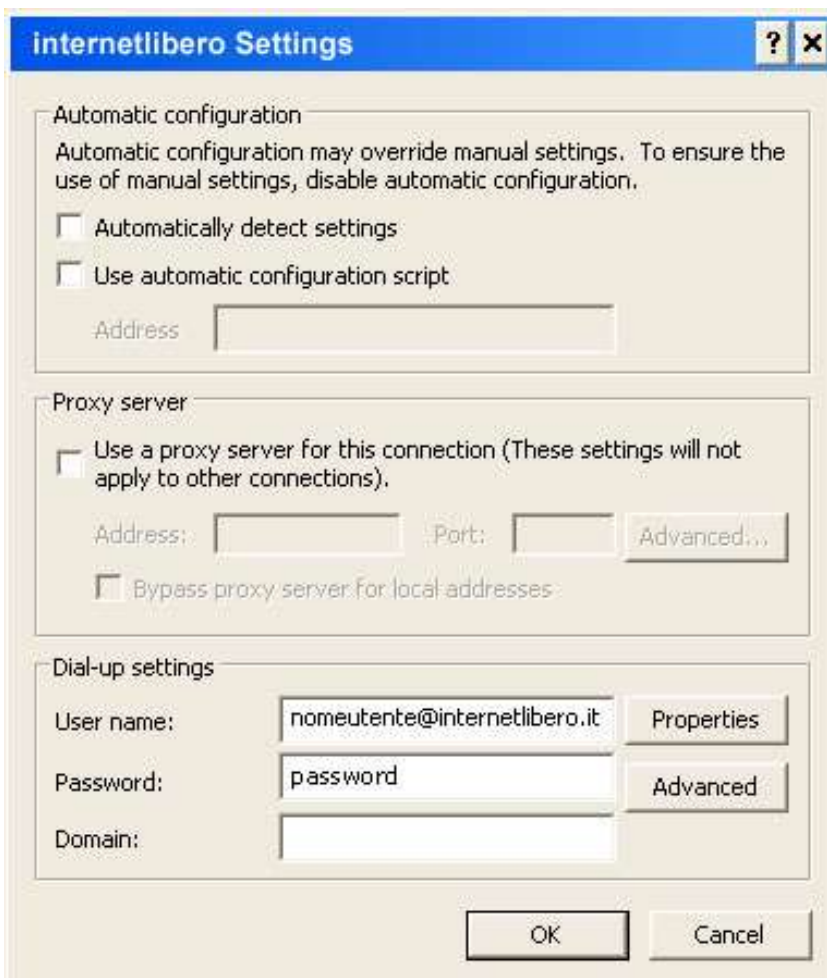 internetlibero Settings
Automatic configuration
Automatic configuration may override manual settings. To ensure the
use of manual settings, disable automatic configuration.
Automatically detect settings
Use automatic configuration script
Address
Proxy server
Use a proxy server for this connection (These settings will not
apply to other connections).
Address:
Port:
Advanced...
Bypass proxy server for local addresses
Dial-up settings
User name:
nomeutente@internetlibero.it
Properties
Password:
password
Advanced
Domain:
OK
Cancel